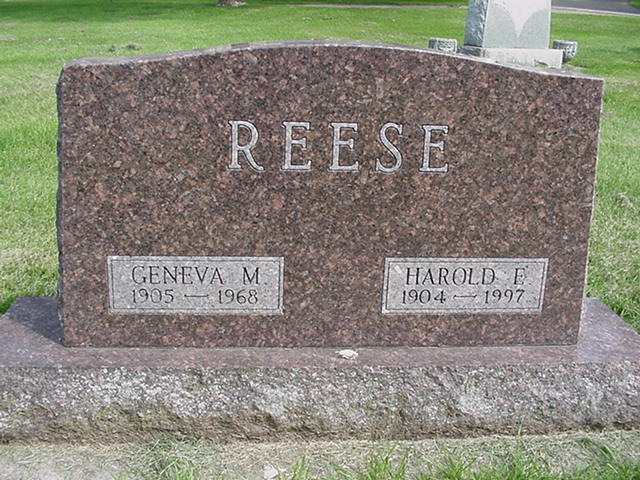 REESE
GENEVA M.
1905 — 1968
HAROLD E.
1904 — 1997